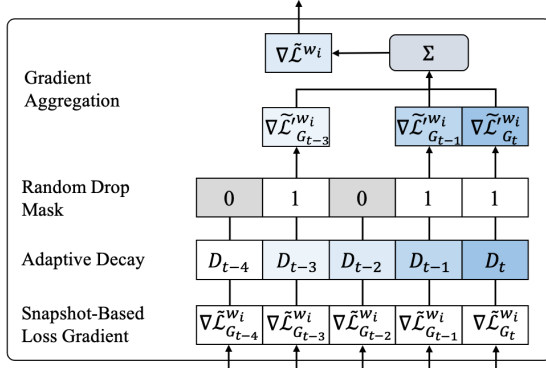 ∇ℒ̃^{w_i} Σ
Gradient
Aggregation
∇ℒ̃'^{w_i}_{G_{t-3}} ∇ℒ̃'^{w_i}_{G_{t-1}} ∇ℒ̃'^{w_i}_{G_t}
Random Drop
Mask
0 1 0 1 1
Adaptive Decay
D_{t-4} D_{t-3} D_{t-2} D_{t-1} D_t
Snapshot-Based
Loss Gradient
∇ℒ̃^{w_i}_{G_{t-4}} ∇ℒ̃^{w_i}_{G_{t-3}} ∇ℒ̃^{w_i}_{G_{t-2}} ∇ℒ̃^{w_i}_{G_{t-1}} ∇ℒ̃^{w_i}_{G_t}